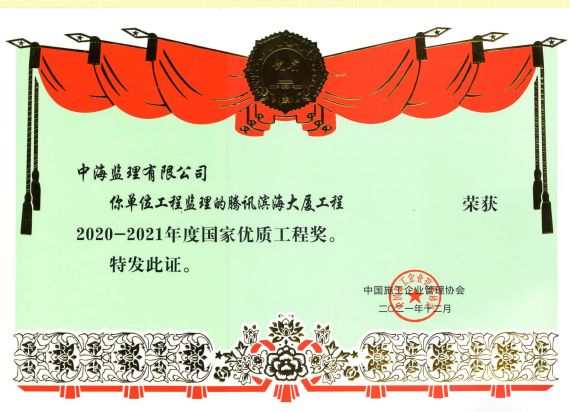 中海监理有限公司
你单位工程监理的腾讯滨海大厦工程 荣获
2020-2021年度国家优质工程奖。
特发此证。
中国施工企业管理协会
二〇二一年十二月